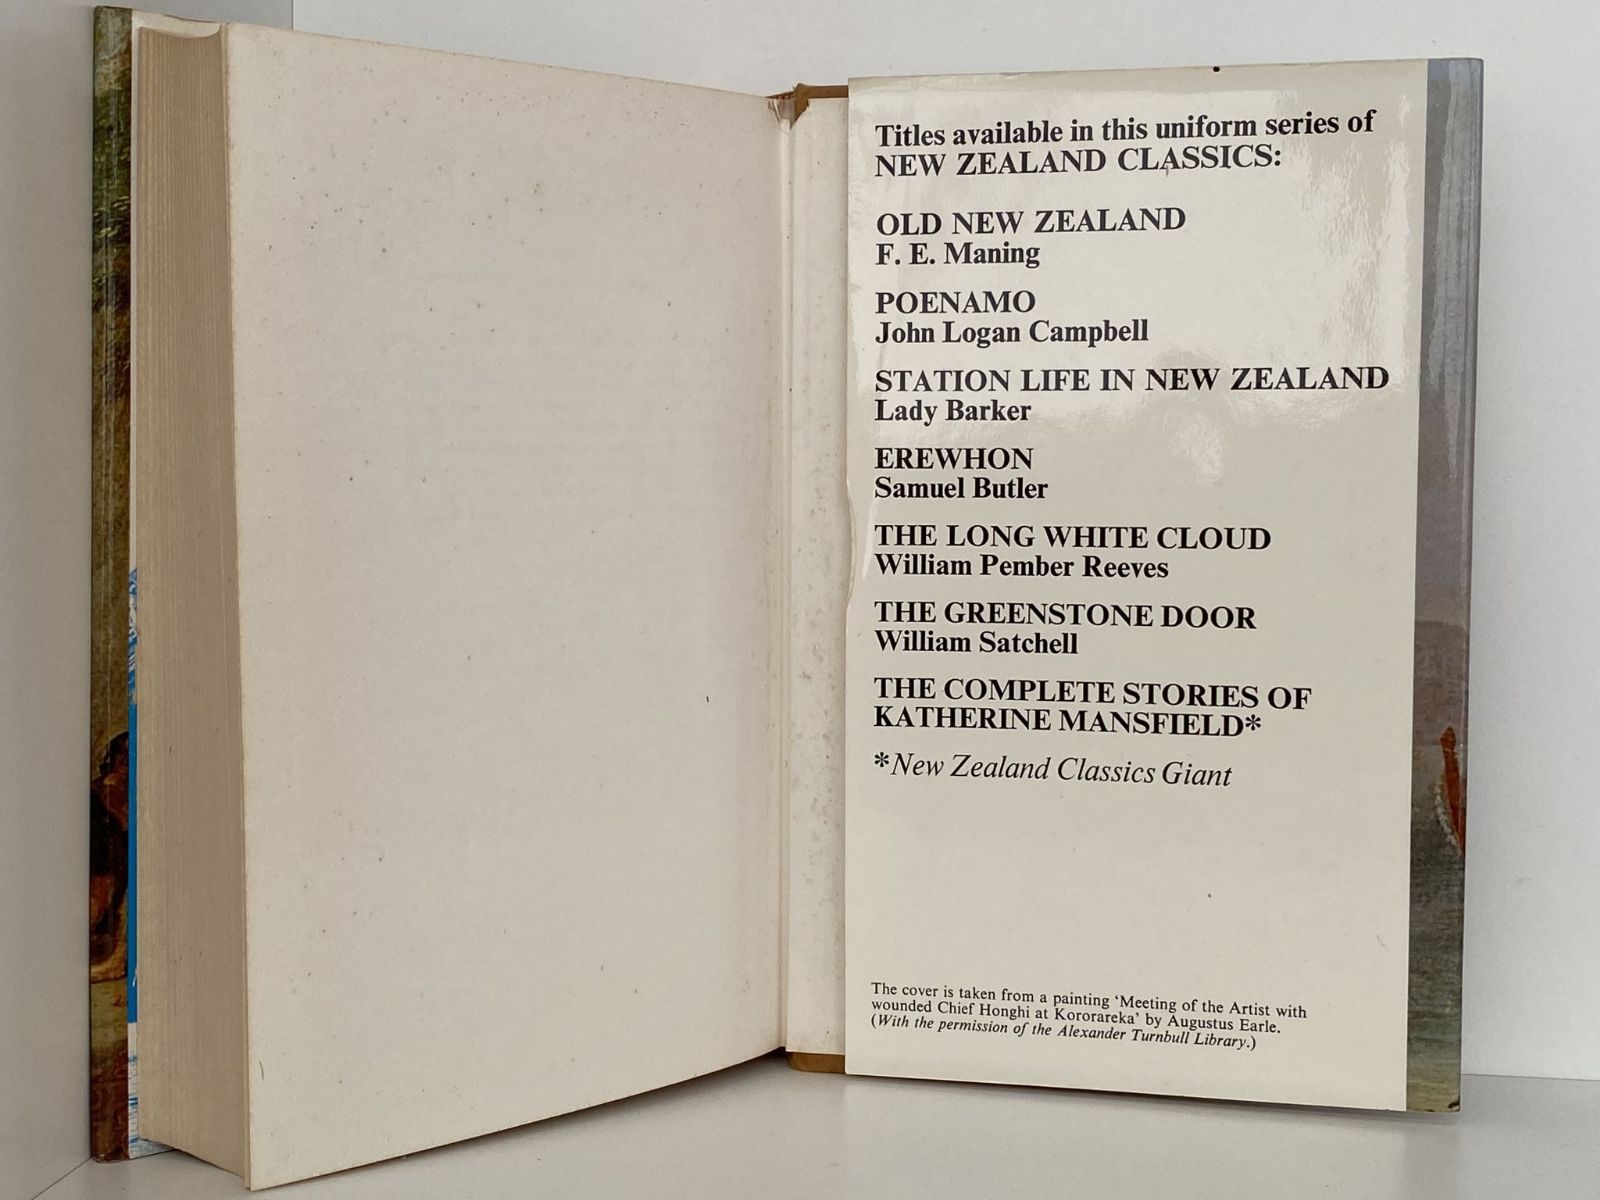 Titles available in this uniform series of
NEW ZEALAND CLASSICS:
OLD NEW ZEALAND
F. E. Maning
POENAMO
John Logan Campbell
STATION LIFE IN NEW ZEALAND
Lady Barker
EREWHON
Samuel Butler
THE LONG WHITE CLOUD
William Pember Reeves
THE GREENSTONE DOOR
William Satchell
THE COMPLETE STORIES OF
KATHERINE MANSFIELD*
*New Zealand Classics Giant
The cover is taken from a painting ‘Meeting of the Artist with
wounded Chief Honghi at Kororareka’ by Augustus Earle.
(With the permission of the Alexander Turnbull Library.)